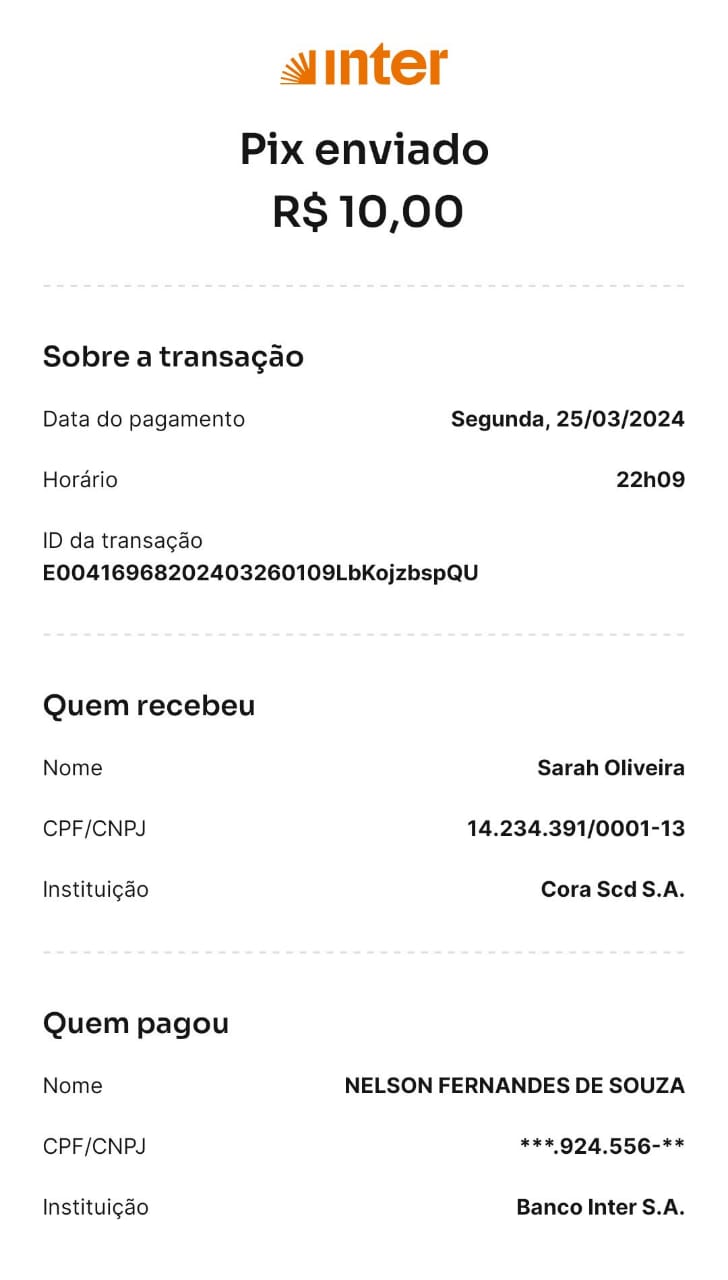 inter
Pix enviado
R$ 10,00
Sobre a transação
Data do pagamento Segunda, 25/03/2024
Horário 22h09
ID da transação
E00416968202403260109LbKojzbspQU
Quem recebeu
Nome Sarah Oliveira
CPF/CNPJ 14.234.391/0001-13
Instituição Cora Scd S.A.
Quem pagou
Nome NELSON FERNANDES DE SOUZA
CPF/CNPJ ***.924.556-**
Instituição Banco Inter S.A.